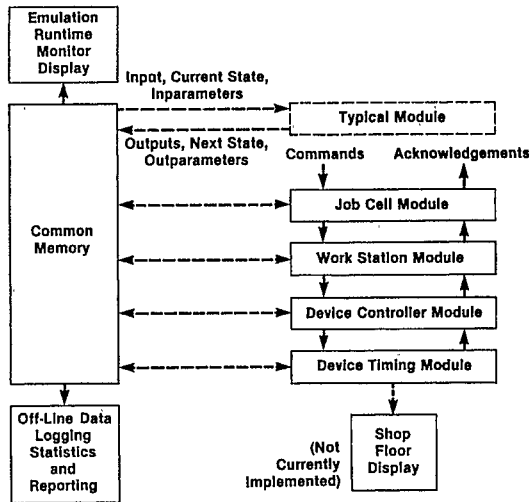 Emulation
Runtime
Monitor
Display
Input, Current State,
Inparameters
Typical Module
Outputs, Next State,
Outparameters
Commands
Acknowledgements
Job Cell Module
Common
Memory
Work Station Module
Device Controller Module
Device Timing Module
Off-Line Data
Logging
Statistics
and
Reporting
(Not
Currently
Implemented)
Shop
Floor
Display